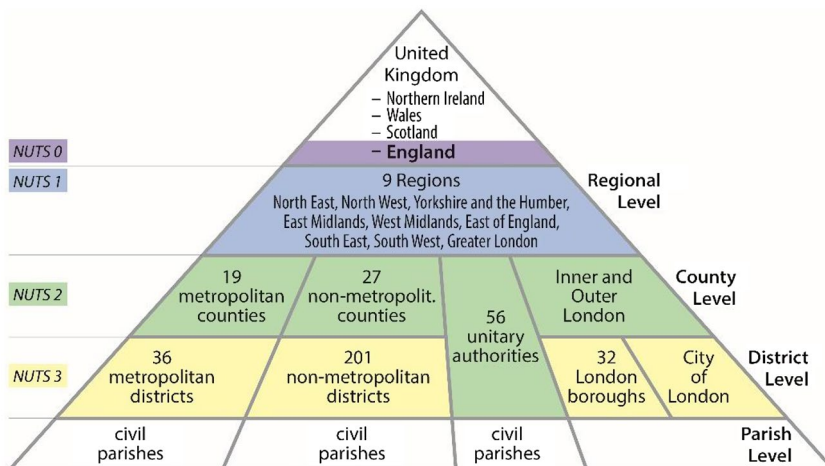 United
Kingdom
– Northern Ireland
– Wales
– Scotland
NUTS 0
– England
NUTS 1
9 Regions
North East, North West, Yorkshire and the Humber,
East Midlands, West Midlands, East of England,
South East, South West, Greater London
Regional
Level
NUTS 2
19
metropolitan
counties
27
non-metropolit.
counties
56
unitary
authorities
Inner and
Outer
London
County
Level
NUTS 3
36
metropolitan
districts
201
non-metropolitan
districts
32
London
boroughs
City
of
London
District
Level
civil
parishes
civil
parishes
civil
parishes
Parish
Level